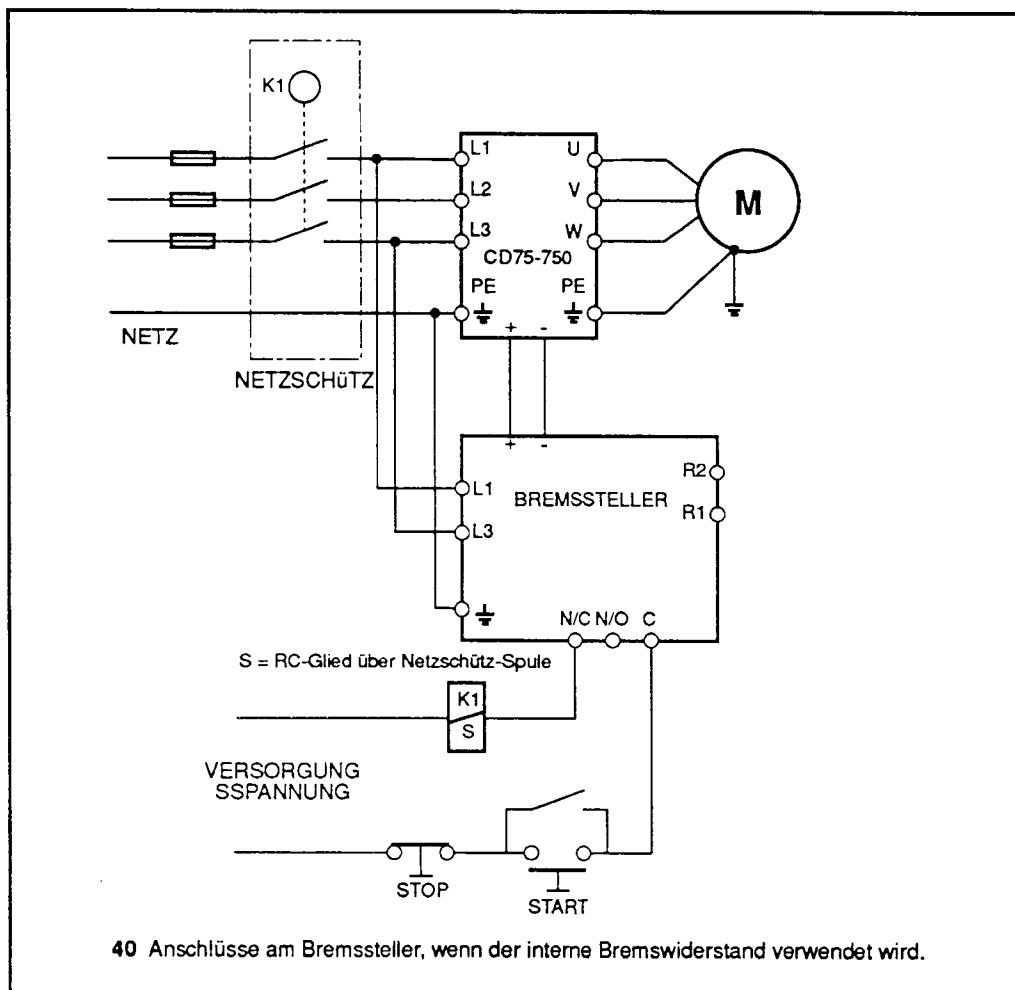 K1
L1 U
L2 V
L3 W
CD75-750
PE PE
+ -
M
NETZ
NETZSCHüTZ
+ -
R2
L1 BREMSSTELLER
R1
L3
N/C N/O C
S = RC-Glied über Netzschütz-Spule
K1
S
VERSORGUNG
SSPANNUNG
STOP
START
40 Anschlüsse am Bremssteller, wenn der interne Bremswiderstand verwendet wird.